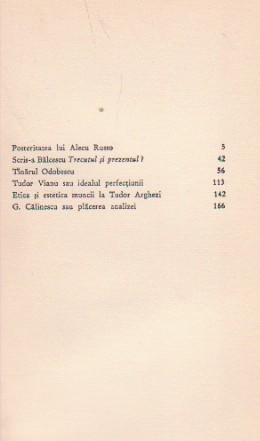 Posteritatea lui Alecu Russo 5
Scris-a Bălcescu Trecutul și prezentul? 42
Tînărul Odobescu 56
Tudor Vianu sau idealul perfecțiunii 113
Etica și estetica muncii la Tudor Arghezi 142
G. Călinescu sau plăcerea analizei 166